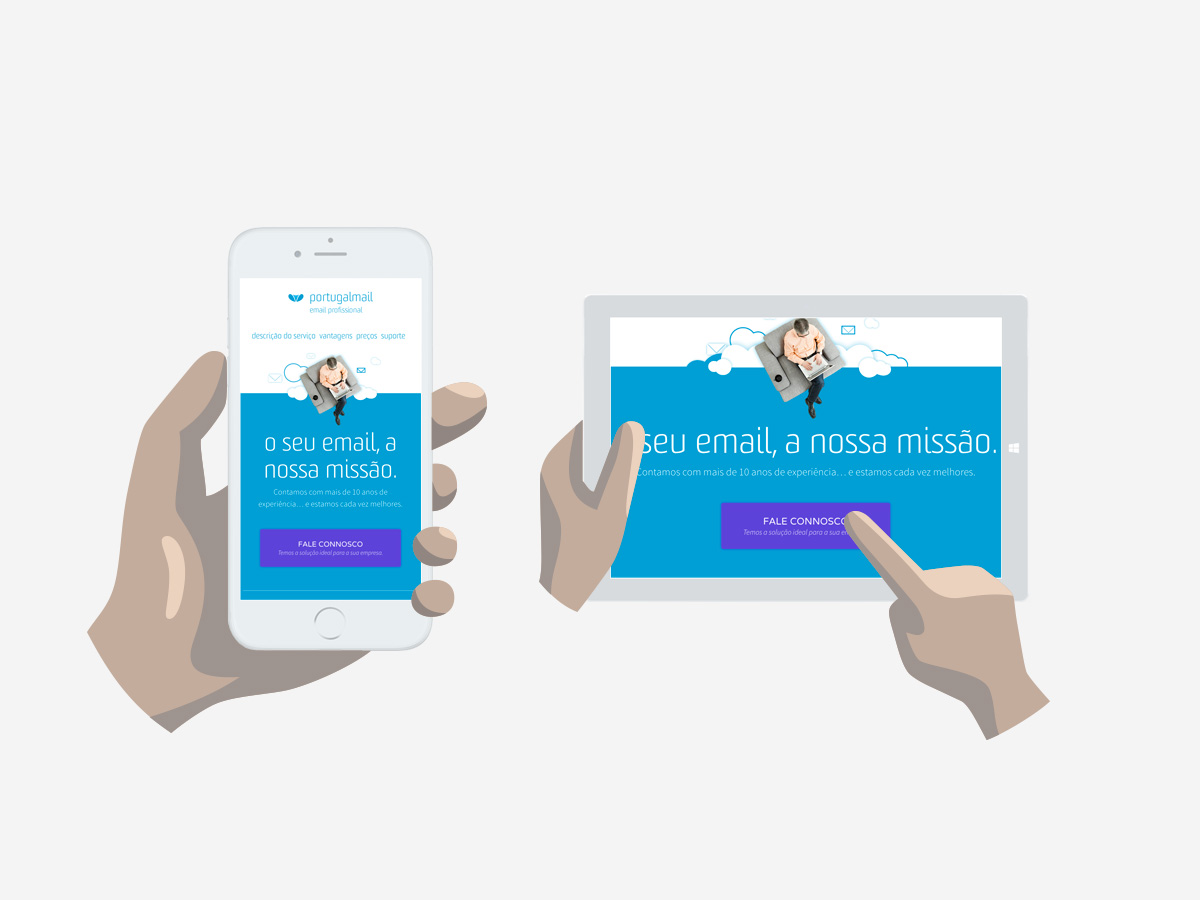 portugalmail
email profissional
descrição do serviço vantagens preços suporte
o seu email, a
nossa missão.
Contamos com mais de 10 anos de
experiência... e estamos cada vez melhores.
FALE CONNOSCO
Temos a solução ideal para a sua empresa
seu email, a nossa missão.
Contamos com mais de 10 anos de experiência... e estamos cada vez melhores.
FALE CONNOSCO
Temos a solução ideal para a sua em